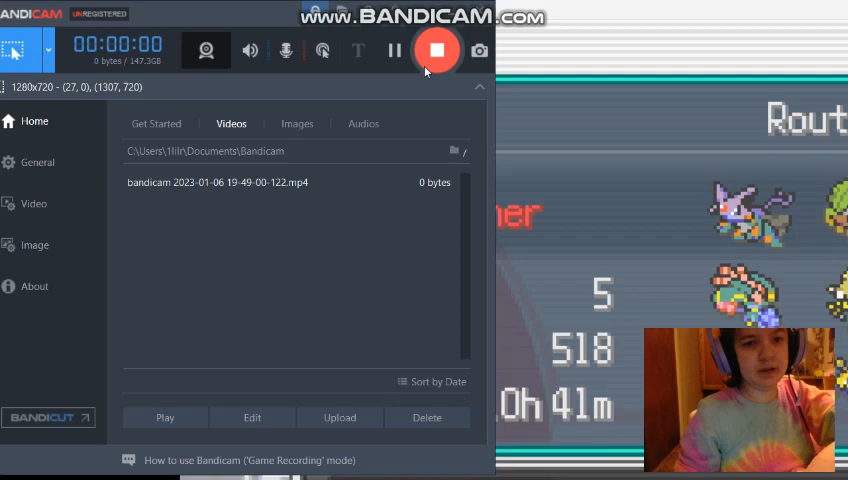 www.BANDICAM.com
ANDICAM UNREGISTERED
00:00:00
0 bytes / 147.3GB
T
1280x720 - (27, 0), (1307, 720)
Home
General
Video
Image
About
BANDICUT
Get Started Videos Images Audios
C:\Users\1lilr\Documents\Bandicam
/
bandicam 2023-01-06 19-49-00-122.mp4 0 bytes
Sort by Date
Play Edit Upload Delete
How to use Bandicam ('Game Recording' mode)
Rout
ner
5
518
0h 41m